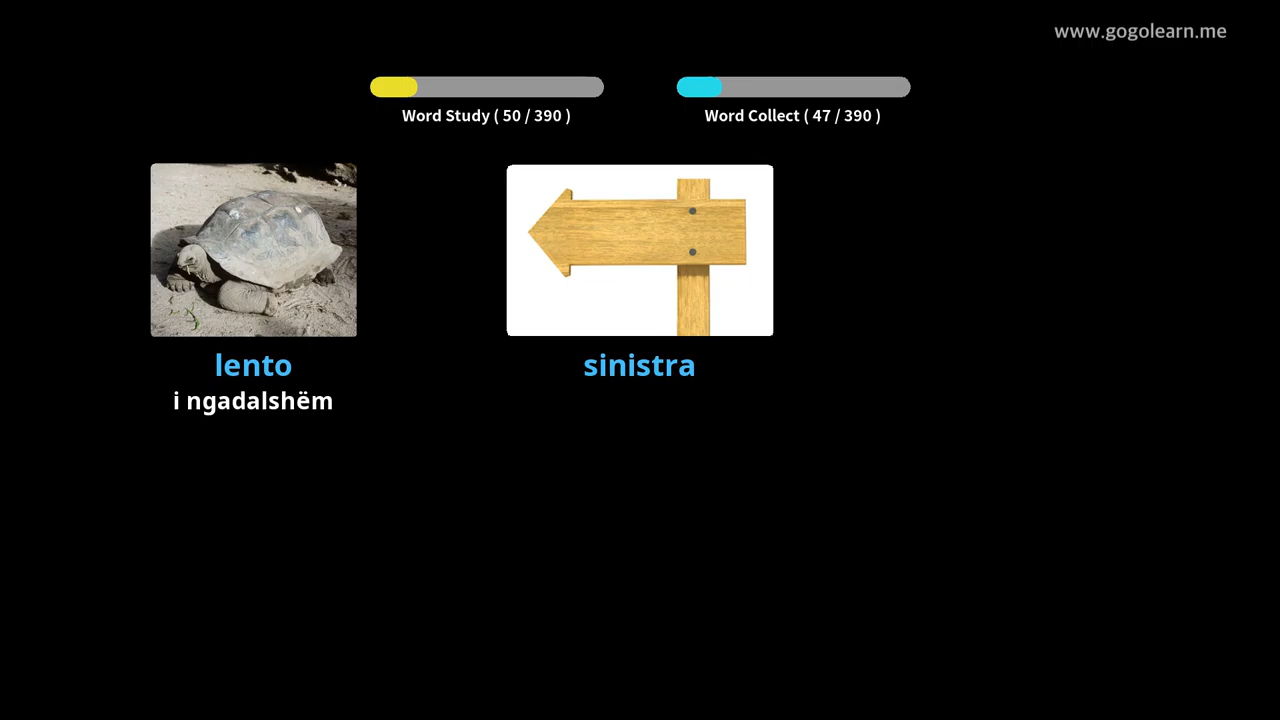 www.gogolearn.me
Word Study ( 50 / 390 )
Word Collect ( 47 / 390 )
lento
i ngadalshëm
sinistra